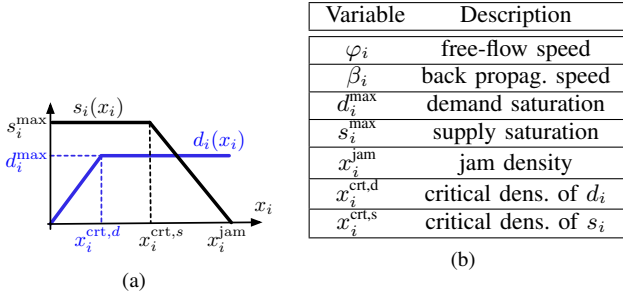 s_i^max
s_i(x_i)
d_i(x_i)
d_i^max
x_i
x_i^crt,d
x_i^crt,s
x_i^jam
(a)
Variable Description
φ_i free-flow speed
β_i back propag. speed
d_i^max demand saturation
s_i^max supply saturation
x_i^jam jam density
x_i^crt,d critical dens. of d_i
x_i^crt,s critical dens. of s_i
(b)